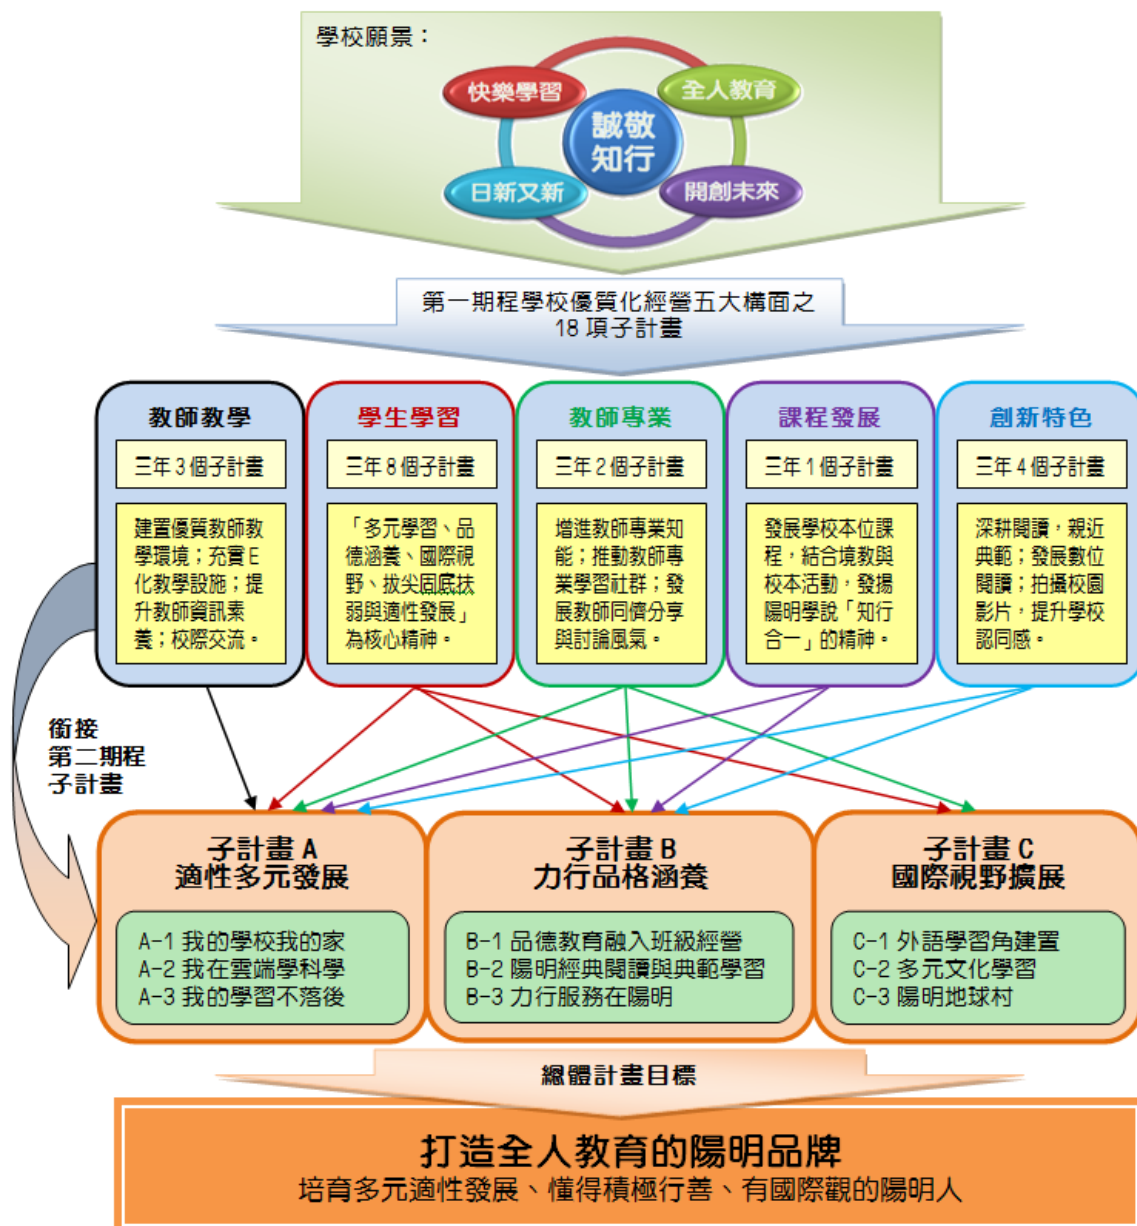 學校願景：
快樂學習
全人教育
誠敬
知行
日新又新
開創未來
第一期程學校優質化經營五大構面之
18 項子計畫
教師教學
三年 3 個子計畫
建置優質教師教
學環境；充實 E
化教學設施；提
升教師資訊素
養；校際交流。
學生學習
三年 8 個子計畫
「多元學習、品
德涵養、國際視
野、拔尖固底扶
弱與適性發展」
為核心精神。
教師專業
三年 2 個子計畫
增進教師專業知
能；推動教師專
業學習社群；發
展教師同儕分享
與討論風氣。
課程發展
三年 1 個子計畫
發展學校本位課
程，結合境教與
校本活動，發揚
陽明學說「知行
合一」的精神。
創新特色
三年 4 個子計畫
深耕閱讀，親近
典範；發展數位
閱讀；拍攝校園
影片，提升學校
認同感。
銜接
第二期程
子計畫
子計畫 A
適性多元發展
A-1 我的學校我的家
A-2 我在雲端學科學
A-3 我的學習不落後
子計畫 B
力行品格涵養
B-1 品德教育融入班級經營
B-2 陽明經典閱讀與典範學習
B-3 力行服務在陽明
子計畫 C
國際視野擴展
C-1 外語學習角建置
C-2 多元文化學習
C-3 陽明地球村
總體計畫目標
打造全人教育的陽明品牌
培育多元適性發展、懂得積極行善、有國際觀的陽明人